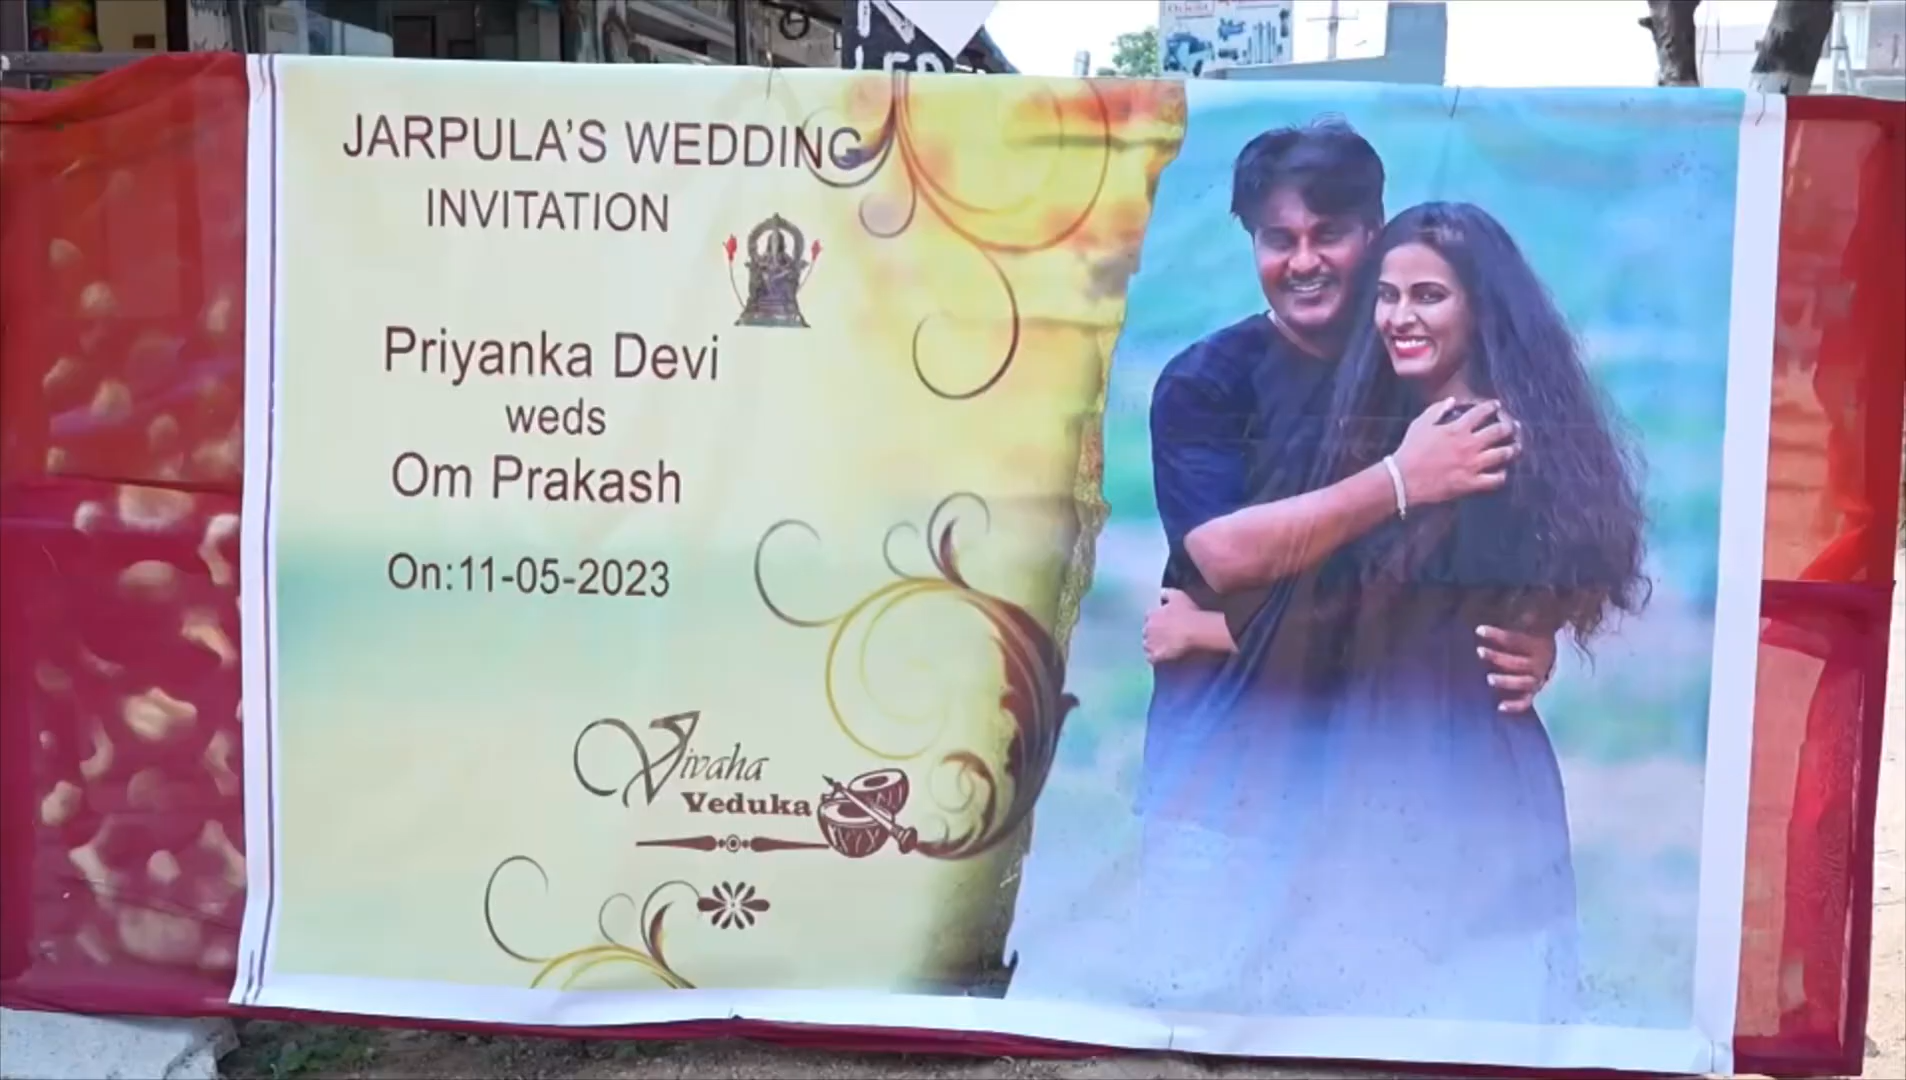 JARPULA'S WEDDING
INVITATION
Priyanka Devi
weds
Om Prakash
On:11-05-2023
Vivaha
Veduka